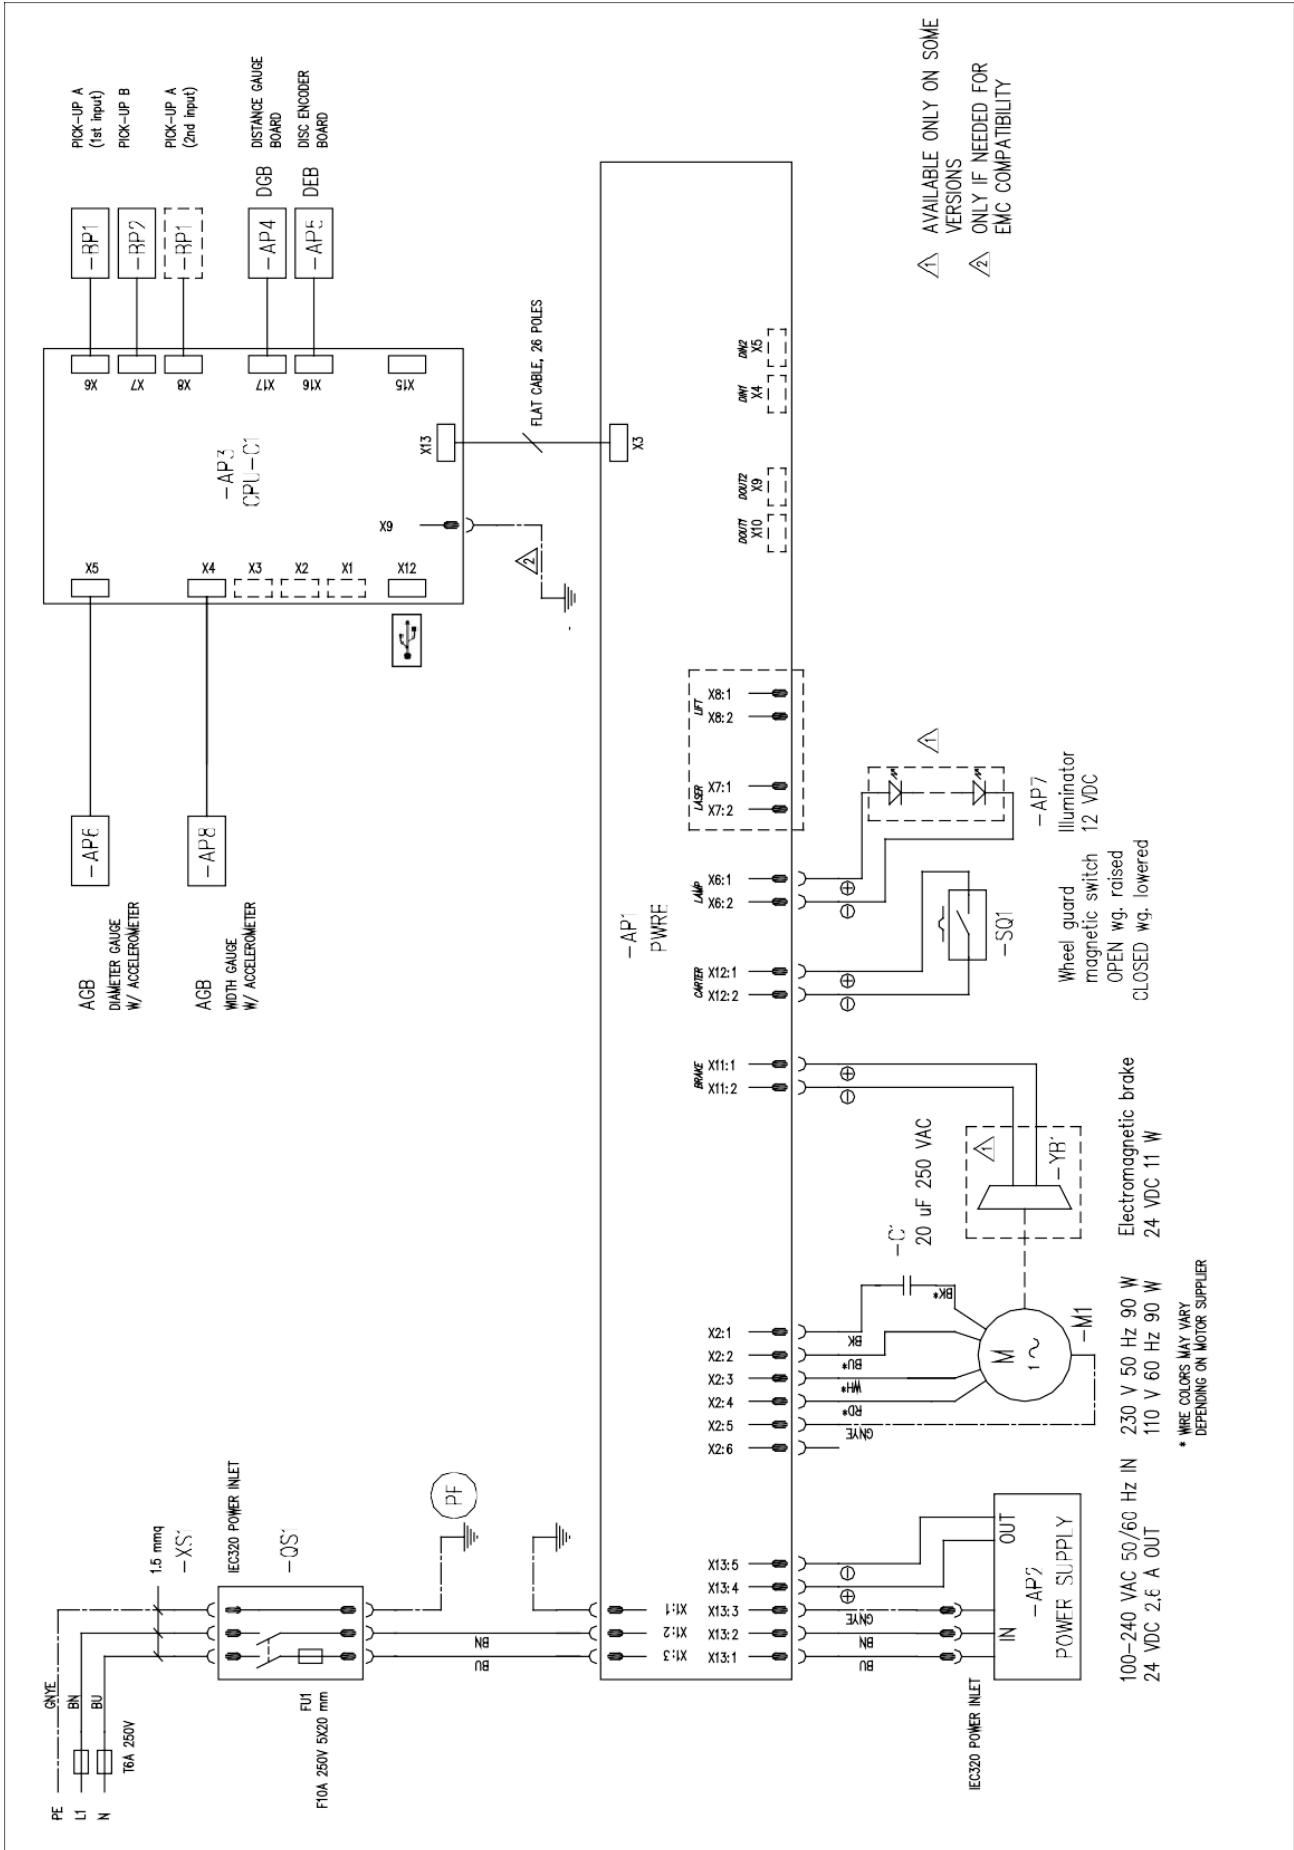 PE
L1
N
GNYE
BN
BU
T6A 250V
1.5 mmq
-XS1
IEC320 POWER INLET
-QS1
FU1
F10A 250V 5X20 mm
PE
BN
BU
X1:1
X1:2
X1:3
AGB
DIAMETER GAUGE
W/ ACCELEROMETER
-AP6
AGB
WIDTH GAUGE
W/ ACCELEROMETER
-AP8
X5
X4
X3
X2
X1
X12
-AP3
CPU-C1
X9
2
X13
X6
X7
X8
X17
X16
X15
-BP1
PICK-UP A
(1st input)
-BP2
PICK-UP B
-BP1
PICK-UP A
(2nd input)
-AP4
DGB
DISTANCE GAUGE
BOARD
-AP5
DEB
DISC ENCODER
BOARD
FLAT CABLE, 26 POLES
X3
-AP1
PWRE
X13:1
X13:2
X13:3
X13:4
X13:5
X2:6
X2:5
X2:4
X2:3
X2:2
X2:1
BRAKE
X11:2
X11:1
CARTER
X12:2
X12:1
LAMP
X6:2
X6:1
LASER
X7:2
X7:1
LIFT
X8:2
X8:1
DOUT1
X10
DOUT2
X9
DIN1
X4
DIN2
X5
BU
BN
GNYE
+
-
GNYE
RD*
WH*
BU*
BK
BK*
-
+
-
+
-
+
IEC320 POWER INLET
IN
OUT
-AP2
POWER SUPPLY
100-240 VAC 50/60 Hz IN
24 VDC 2,6 A OUT
M
1~
-M1
230 V 50 Hz 90 W
110 V 60 Hz 90 W
* WIRE COLORS MAY VARY
DEPENDING ON MOTOR SUPPLIER
-C1
20 uF 250 VAC
1
-YB1
Electromagnetic brake
24 VDC 11 W
-SQ1
Wheel guard
magnetic switch
OPEN wg. raised
CLOSED wg. lowered
1
-AP7
Illuminator
12 VDC
1 AVAILABLE ONLY ON SOME
VERSIONS
2 ONLY IF NEEDED FOR
EMC COMPATIBILITY